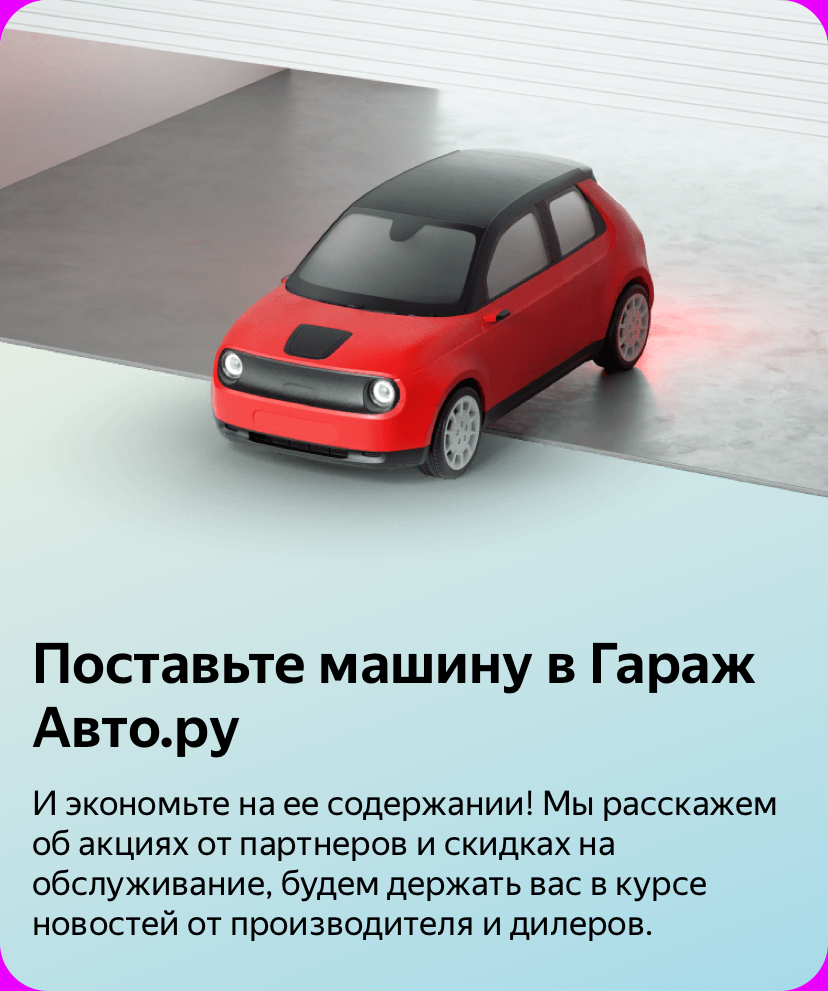 Поставьте машину в Гараж
Авто.ру
И экономьте на ее содержании! Мы расскажем
об акциях от партнеров и скидках на
обслуживание, будем держать вас в курсе
новостей от производителя и дилеров.